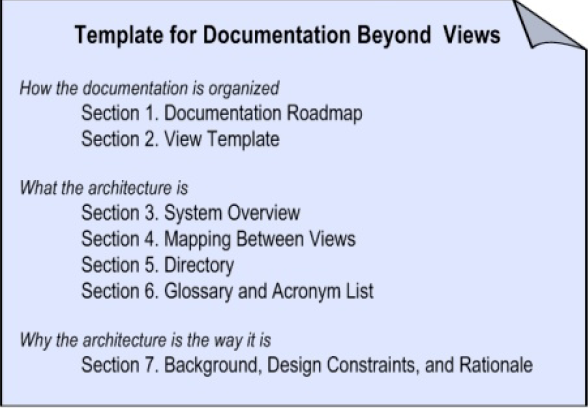 Template for Documentation Beyond Views
How the documentation is organized
Section 1. Documentation Roadmap
Section 2. View Template
What the architecture is
Section 3. System Overview
Section 4. Mapping Between Views
Section 5. Directory
Section 6. Glossary and Acronym List
Why the architecture is the way it is
Section 7. Background, Design Constraints, and Rationale